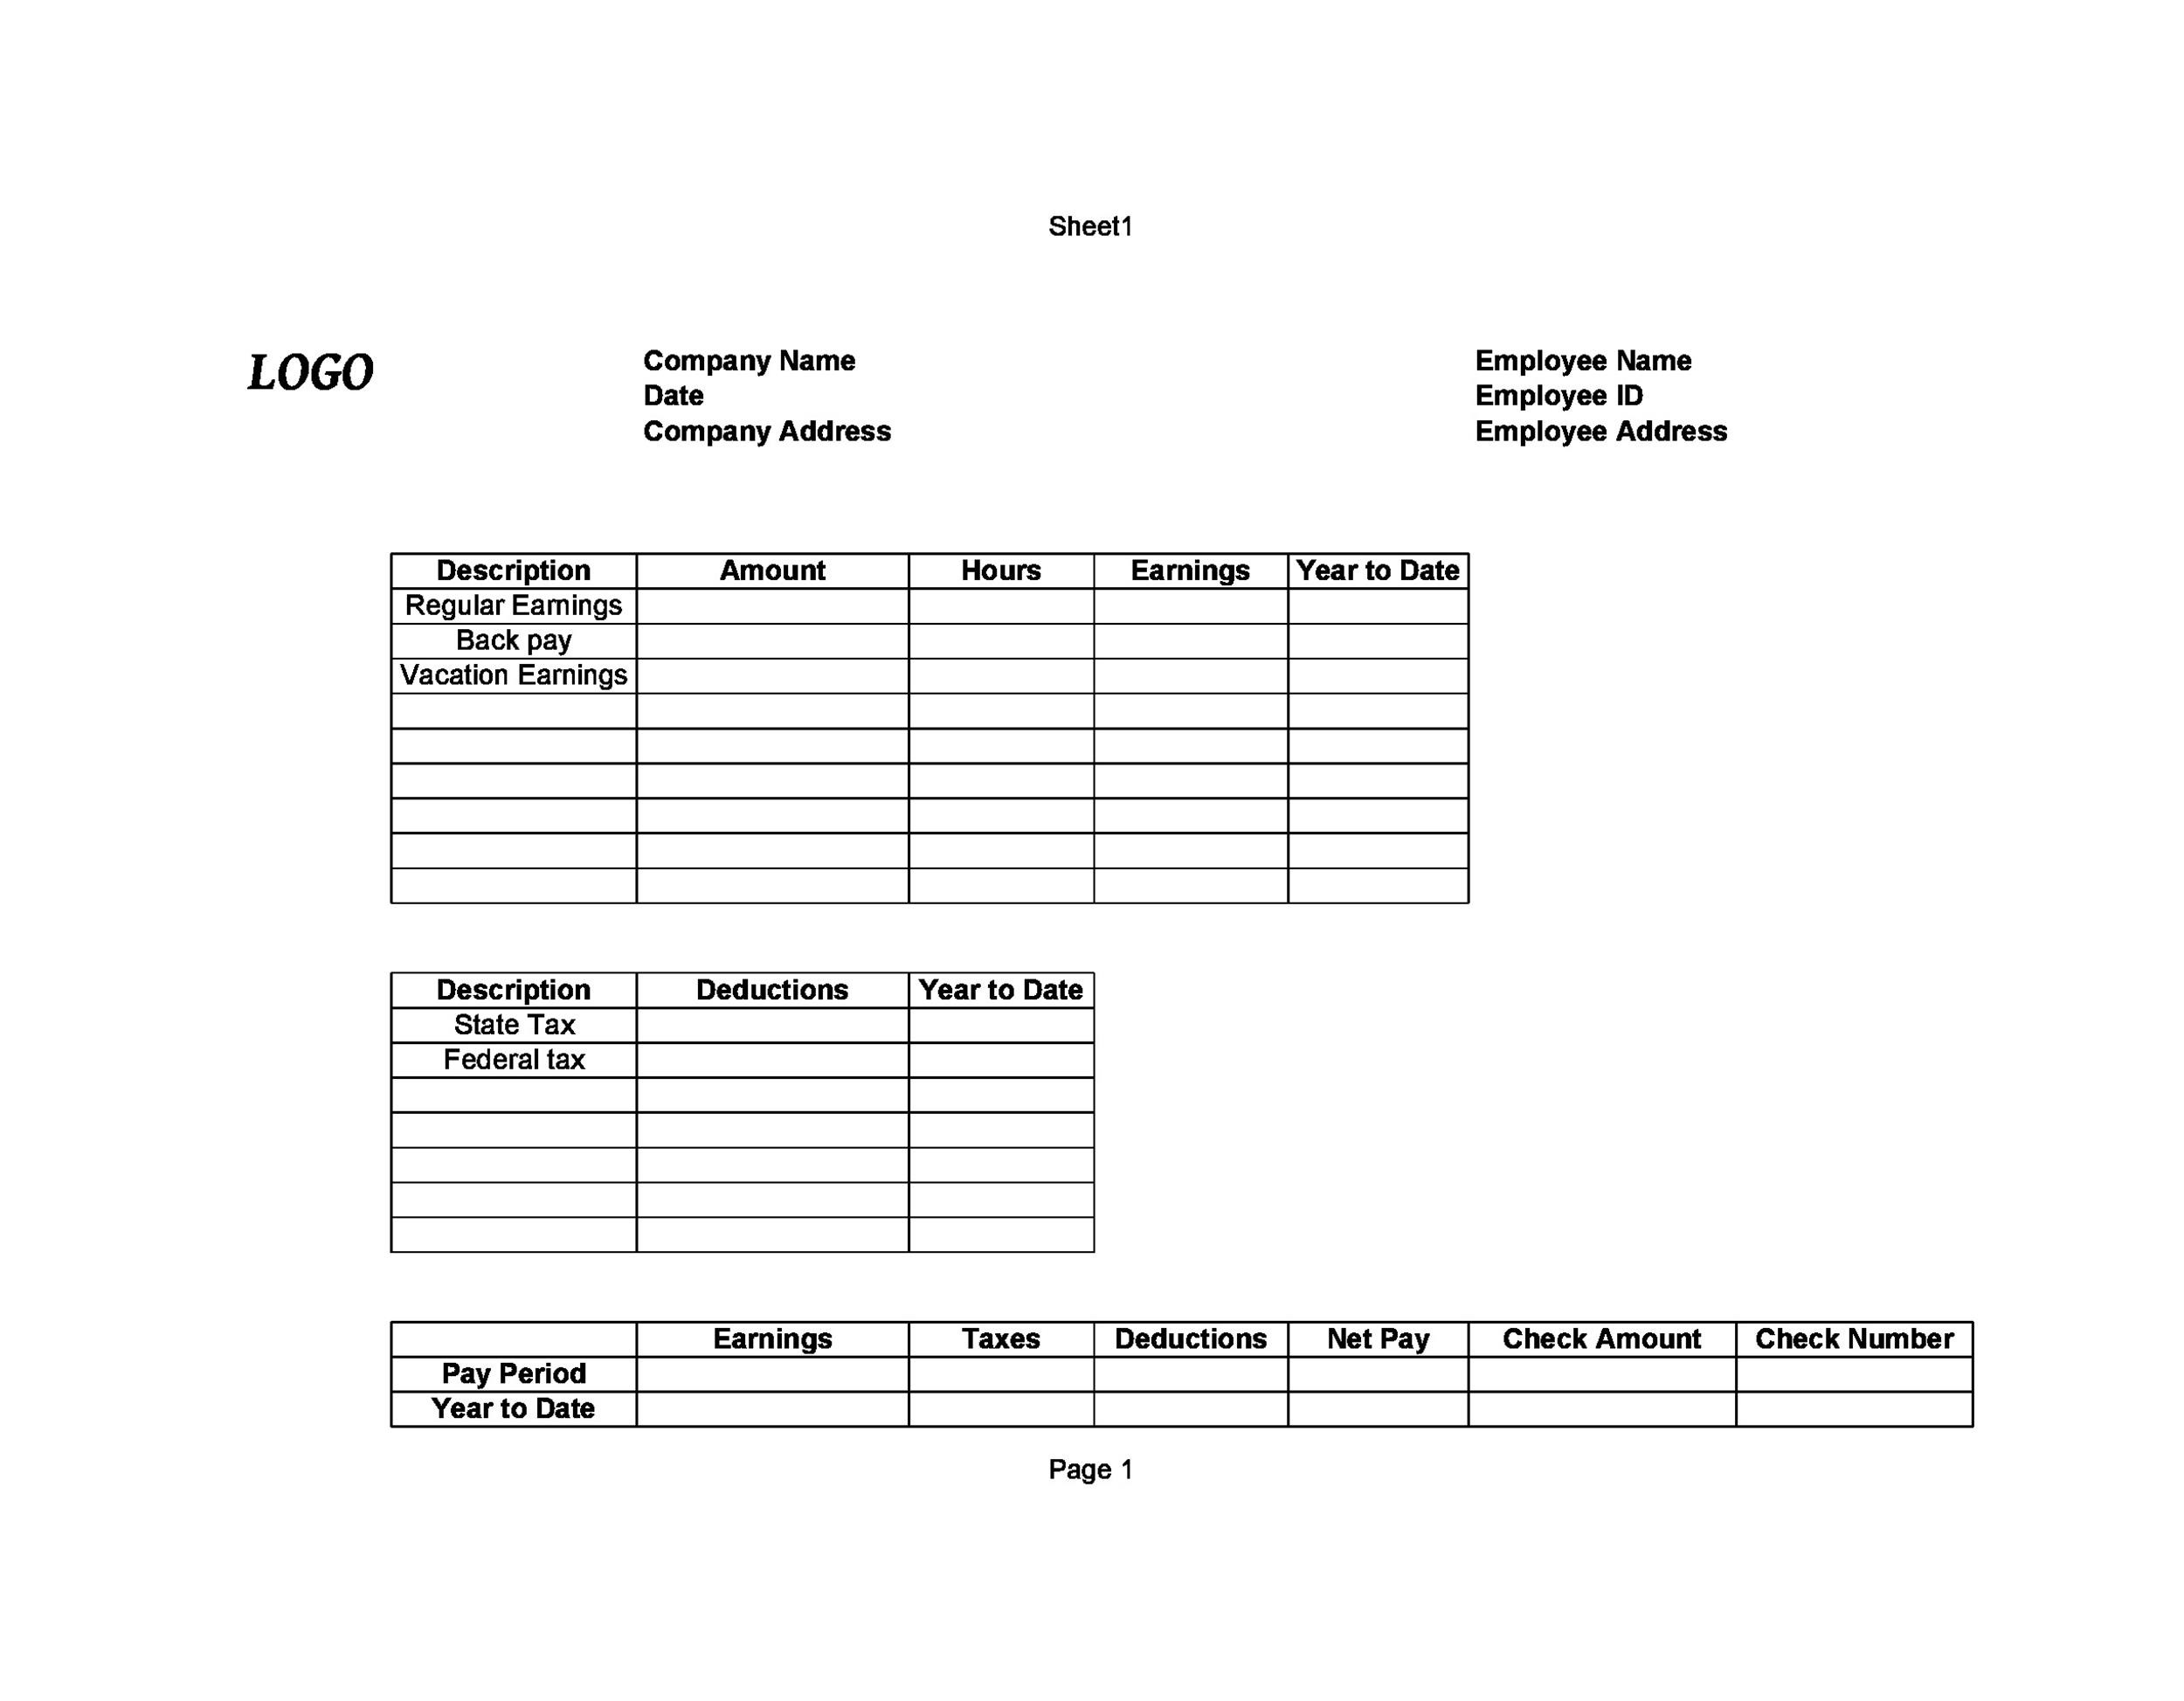 Sheet1
LOGO
Company Name Employee Name
Date Employee ID
Company Address Employee Address
Description Amount Hours Earnings Year to Date
Regular Earnings
Back pay
Vacation Earnings
Description Deductions Year to Date
State Tax
Federal tax
Earnings Taxes Deductions Net Pay Check Amount Check Number
Pay Period
Year to Date
Page 1